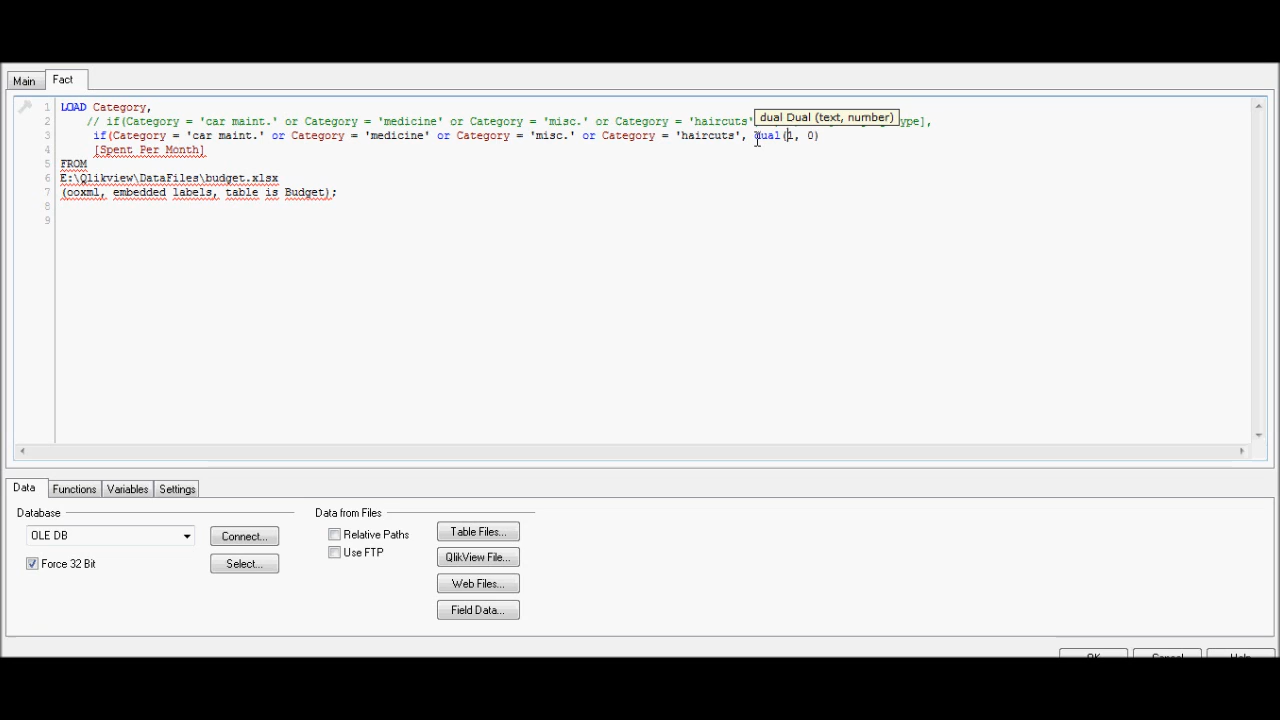 Main
Fact
1 LOAD Category,
dual Dual (text, number)
2 // if(Category = 'car maint.' or Category = 'medicine' or Category = 'misc.' or Category = 'haircuts' ype],
3 if(Category = 'car maint.' or Category = 'medicine' or Category = 'misc.' or Category = 'haircuts', dual(1, 0)
4 [Spent Per Month]
5 FROM
6 E:\Qlikview\DataFiles\budget.xlsx
7 (ooxml, embedded labels, table is Budget);
8
9
Data Functions Variables Settings
Database Data from Files
OLE DB Connect... Relative Paths Table Files...
Use FTP QlikView File...
Force 32 Bit Select... Web Files...
Field Data...
OK Cancel Help